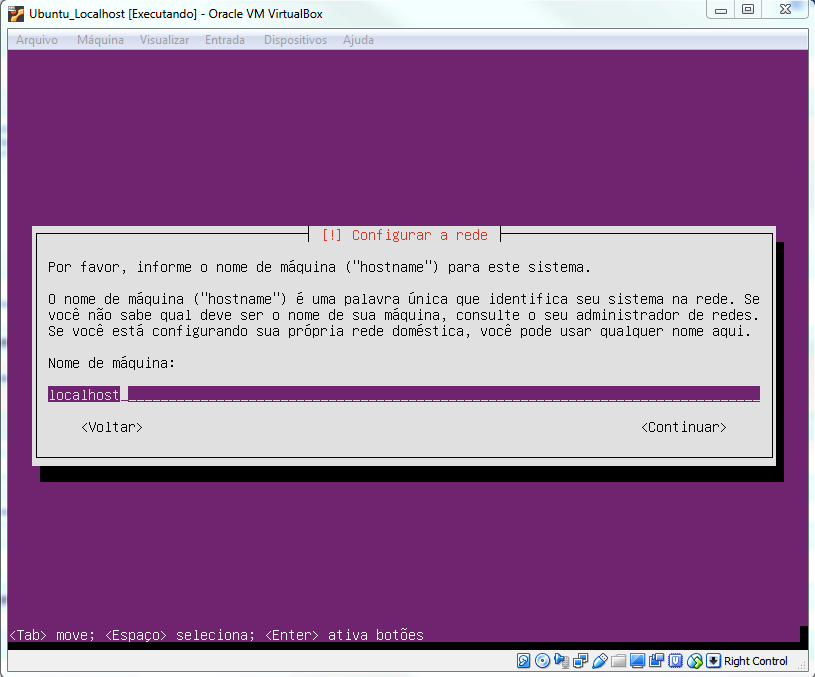 Ubuntu_Localhost [Executando] - Oracle VM VirtualBox
Arquivo Máquina Visualizar Entrada Dispositivos Ajuda
[!] Configurar a rede
Por favor, informe o nome de máquina ("hostname") para este sistema.
O nome de máquina ("hostname") é uma palavra única que identifica seu sistema na rede. Se
você não sabe qual deve ser o nome de sua máquina, consulte o seu administrador de redes.
Se você está configurando sua própria rede doméstica, você pode usar qualquer nome aqui.
Nome de máquina:
localhost
<Voltar> <Continuar>
<Tab> move; <Espaço> seleciona; <Enter> ativa botões
Right Control